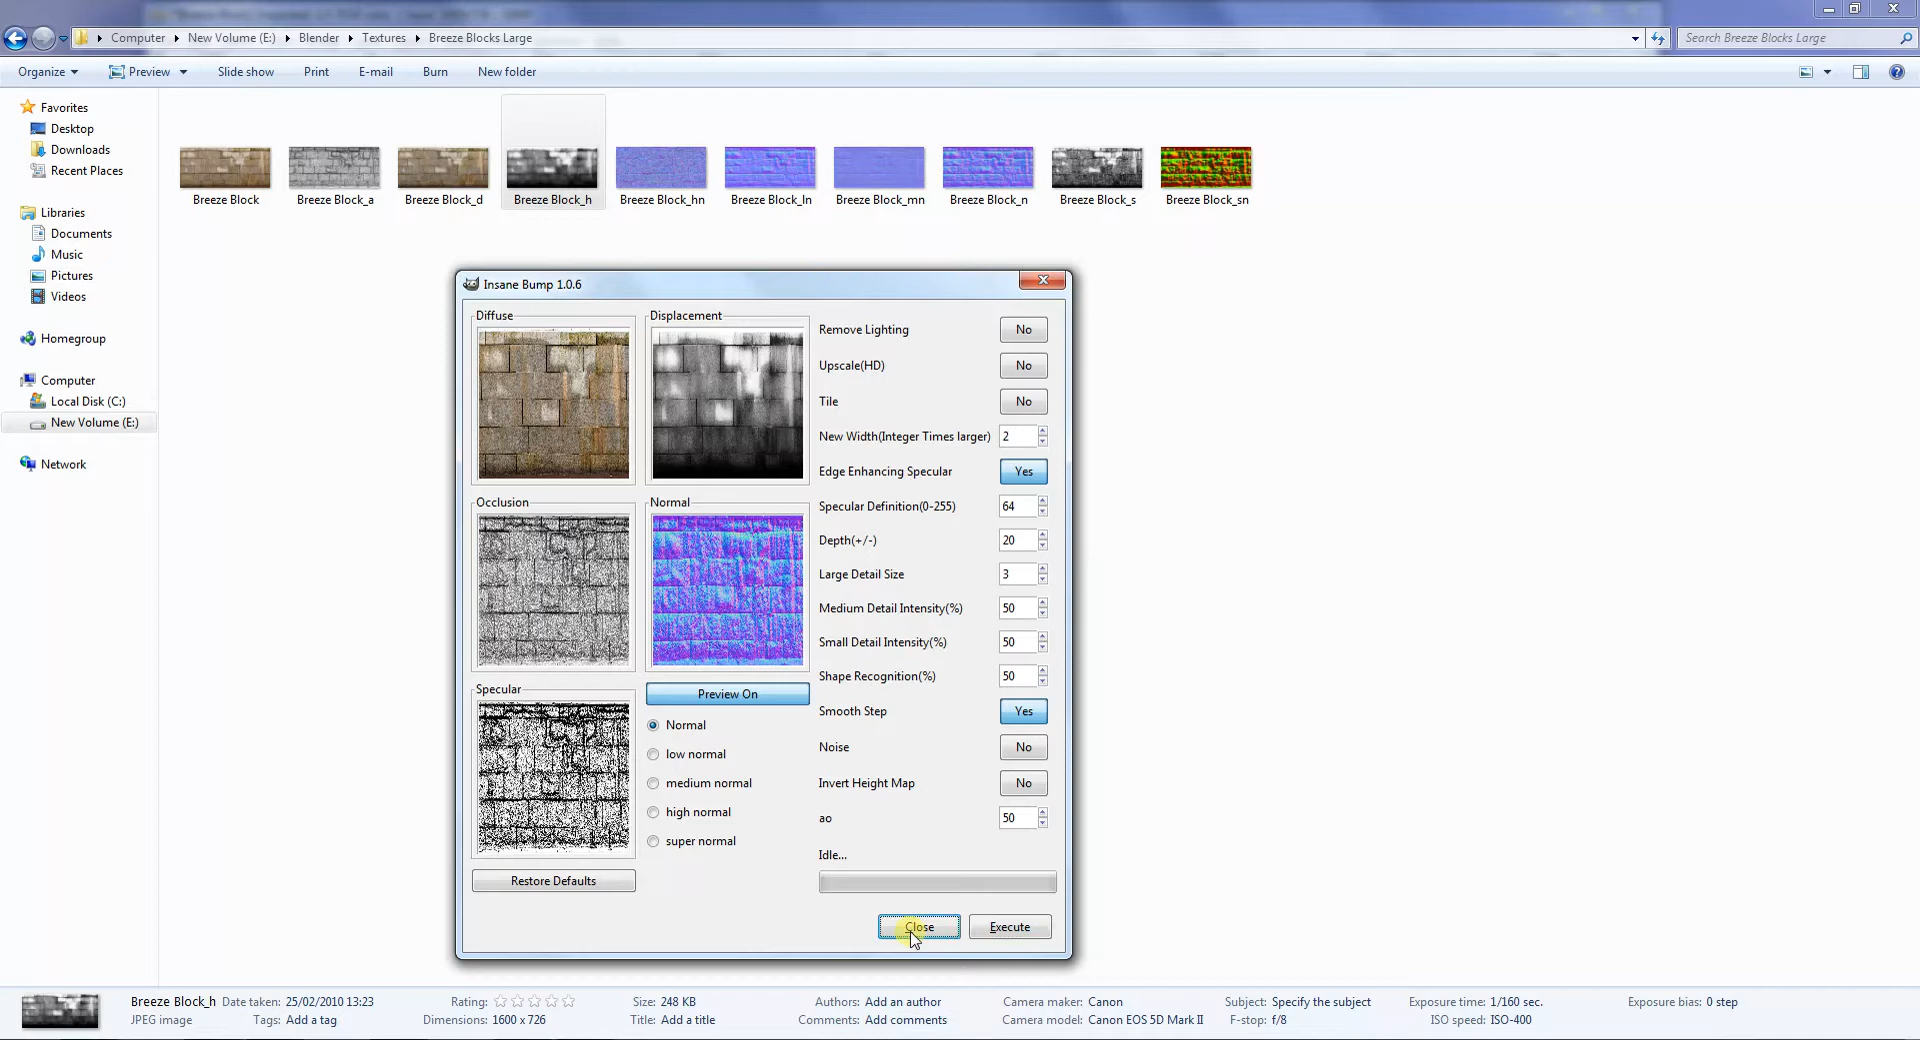 Computer New Volume (E:) Blender Textures Breeze Blocks Large
Search Breeze Blocks Large
Organize Preview Slide show Print E-mail Burn New folder
Favorites
Desktop
Downloads
Recent Places
Libraries
Documents
Music
Pictures
Videos
Homegroup
Computer
Local Disk (C:)
New Volume (E:)
Network
Breeze Block Breeze Block_a Breeze Block_d Breeze Block_h Breeze Block_hn Breeze Block_ln Breeze Block_mn Breeze Block_n Breeze Block_s Breeze Block_sn
Insane Bump 1.0.6
Diffuse
Displacement
Occlusion
Normal
Specular
Preview On
Normal
low normal
medium normal
high normal
super normal
Restore Defaults
Remove Lighting No
Upscale(HD) No
Tile No
New Width(Integer Times larger) 2
Edge Enhancing Specular Yes
Specular Definition(0-255) 64
Depth(+/-) 20
Large Detail Size 3
Medium Detail Intensity(%) 50
Small Detail Intensity(%) 50
Shape Recognition(%) 50
Smooth Step Yes
Noise No
Invert Height Map No
ao 50
Idle...
Close Execute
Breeze Block_h Date taken: 25/02/2010 13:23 Rating: Size: 248 KB Authors: Add an author Camera maker: Canon Subject: Specify the subject Exposure time: 1/160 sec. Exposure bias: 0 step
JPEG image Tags: Add a tag Dimensions: 1600 x 726 Title: Add a title Comments: Add comments Camera model: Canon EOS 5D Mark II F-stop: f/8 ISO speed: ISO-400